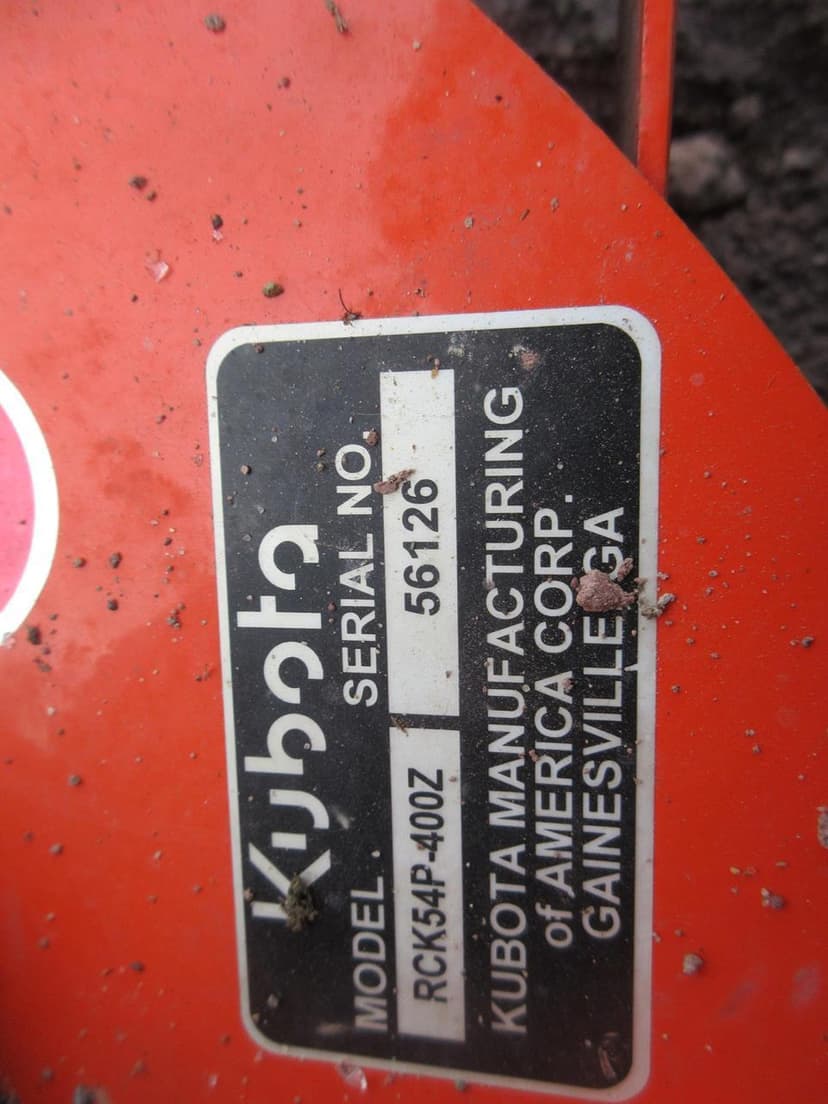 Kubota
MODEL SERIAL NO.
RCK54P-400Z 56126
KUBOTA MANUFACTURING
of AMERICA CORP.
GAINESVILLE GA